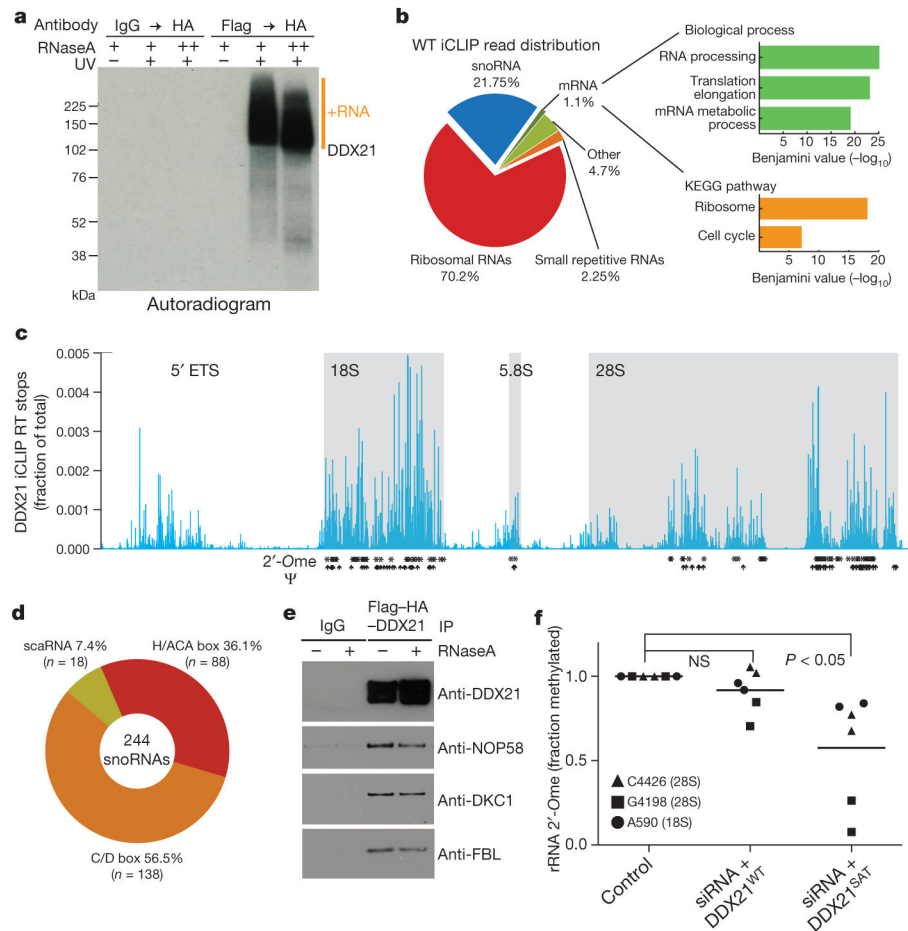 a
Antibody IgG → HA Flag → HA
RNaseA + + ++ + + ++
UV – + + – + +
225
150
102
76
52
38
kDa
+RNA
DDX21
Autoradiogram
b
WT iCLIP read distribution
snoRNA
21.75%
mRNA
1.1%
Other
4.7%
Ribosomal RNAs
70.2%
Small repetitive RNAs
2.25%
Biological process
RNA processing
Translation
elongation
mRNA metabolic
process
5 10 15 20 25
Benjamini value (–log10)
KEGG pathway
Ribosome
Cell cycle
0 5 10 15 20
Benjamini value (–log10)
c
DDX21 iCLIP RT stops
(fraction of total)
0.005
0.004
0.003
0.002
0.001
0.000
5′ ETS 18S 5.8S 28S
2′-Ome
Ψ
d
scaRNA 7.4%
(n = 18)
H/ACA box 36.1%
(n = 88)
244
snoRNAs
C/D box 56.5%
(n = 138)
e
Flag–HA
IgG –DDX21 IP
– + – + RNaseA
Anti-DDX21
Anti-NOP58
Anti-DKC1
Anti-FBL
f
rRNA 2′-Ome (fraction methylated)
NS
P < 0.05
1.0
0.5
0.0
▲ C4426 (28S)
■ G4198 (28S)
● A590 (18S)
Control
siRNA +
DDX21WT
siRNA +
DDX21SAT